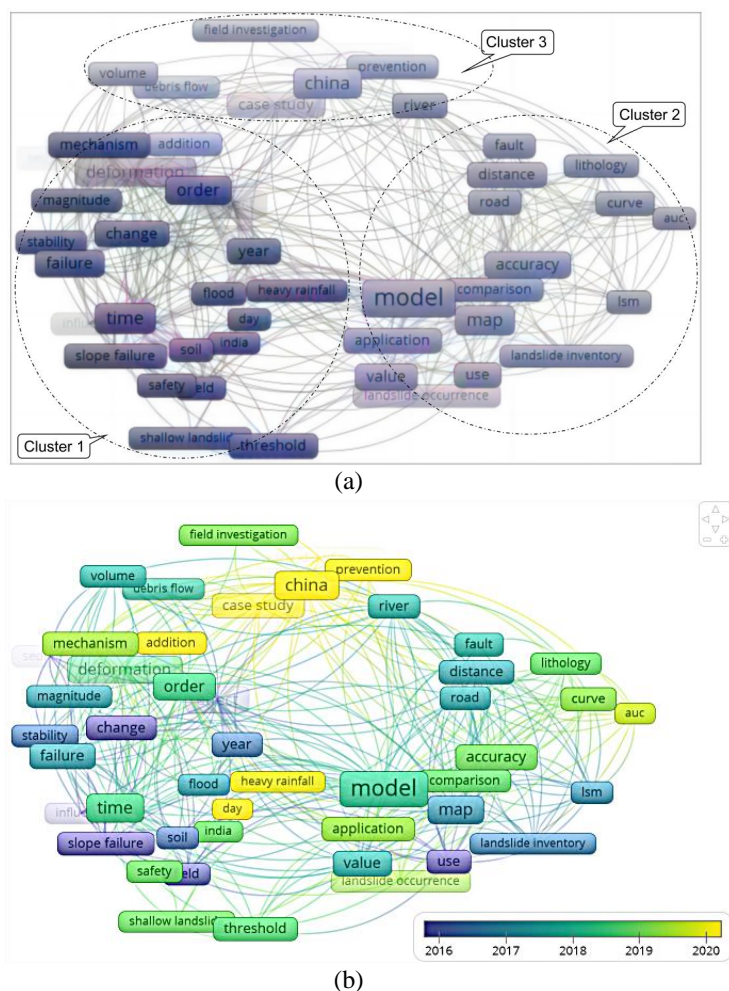 field investigation
Cluster 3
volume
prevention
china
debris flow
case study
river
Cluster 2
mechanism
addition
fault
lithology
deformation
distance
order
magnitude
road
curve
auc
stability
change
year
failure
accuracy
flood
heavy rainfall
model
comparison
lsm
time
day
map
soil
india
application
slope failure
landslide inventory
safety
value
use
landslide occurrence
Cluster 1
shallow landslid
threshold
(a)
field investigation
prevention
volume
china
debris flow
case study
river
mechanism
addition
fault
deformation
lithology
distance
order
magnitude
road
curve
auc
stability
change
year
failure
accuracy
flood
heavy rainfall
comparison
model
lsm
time
day
map
soil
india
application
slope failure
landslide inventory
value
use
safety
landslide occurrence
shallow landslid
threshold
2016 2017 2018 2019 2020
(b)